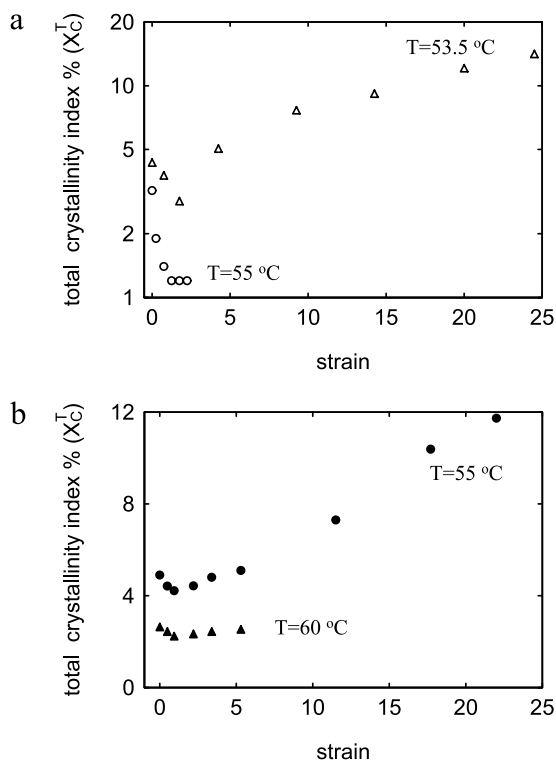 a
total crystallinity index % (X_C^T)
20
10
5
2
1
T=53.5 °C
T=55 °C
0
5
10
15
20
25
strain
b
total crystallinity index % (X_C^T)
12
8
4
0
T=55 °C
T=60 °C
0
5
10
15
20
25
strain